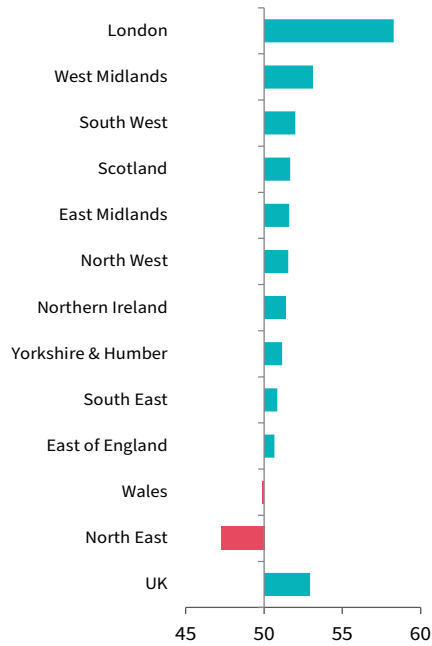 London
West Midlands
South West
Scotland
East Midlands
North West
Northern Ireland
Yorkshire & Humber
South East
East of England
Wales
North East
UK
45 50 55 60